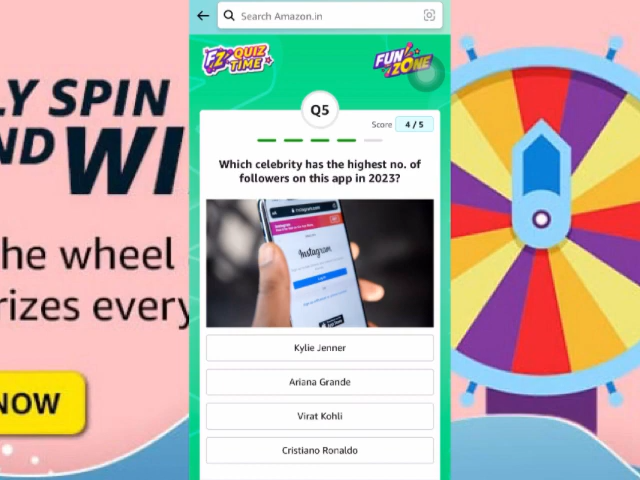 LY SPIN
ND WI
he wheel
rizes every
NOW
Search Amazon.in
FZ QUIZ
TIME
FUN
ZONE
Q5
Score 4 / 5
Which celebrity has the highest no. of
followers on this app in 2023?
Instagram
Kylie Jenner
Ariana Grande
Virat Kohli
Cristiano Ronaldo